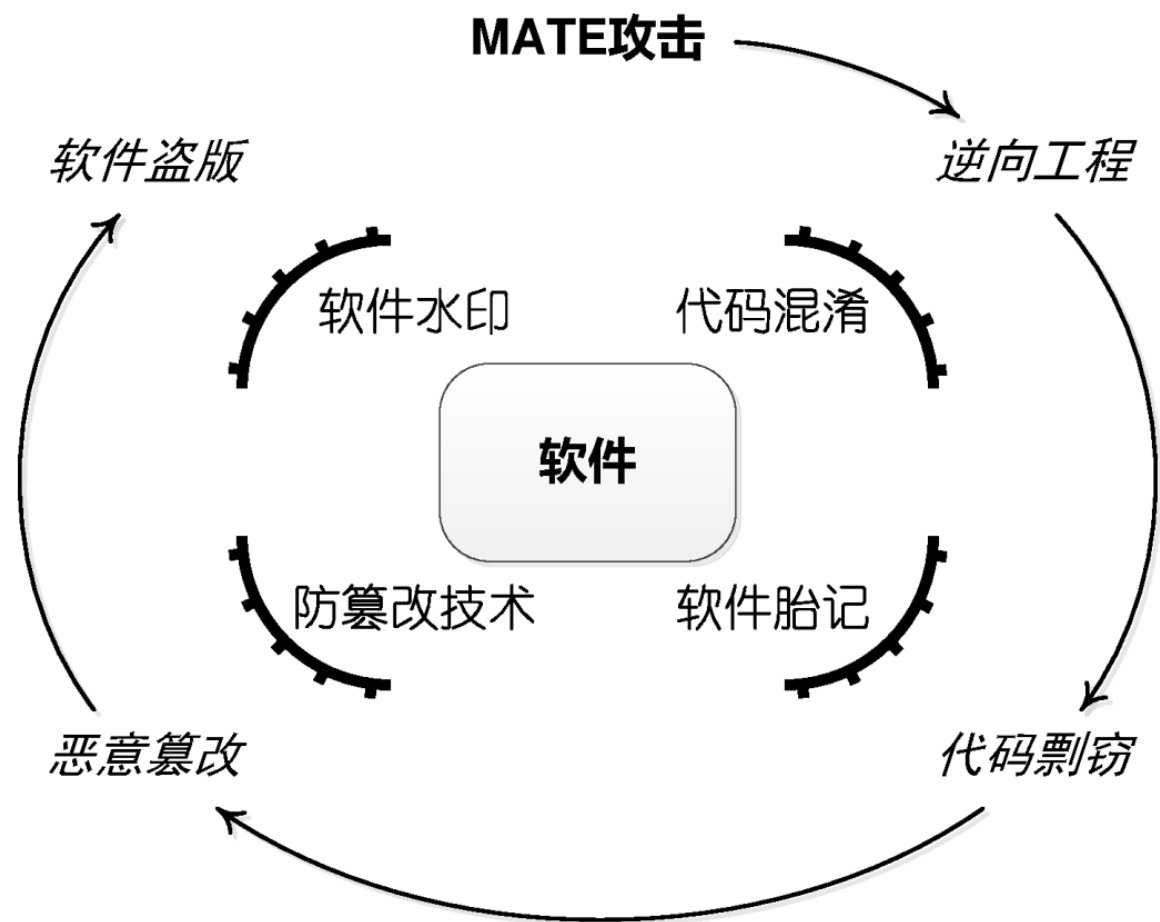 MATE攻击
软件盗版
逆向工程
软件水印
代码混淆
软件
防篡改技术
软件胎记
恶意篡改
代码剽窃